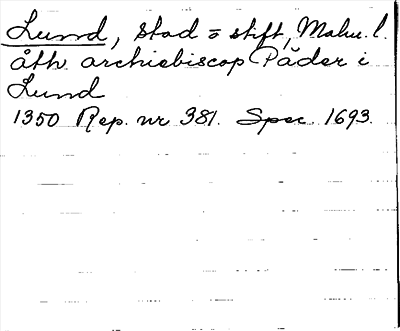 Lund, stad o stift, Malm. l.
åth archiebiscop Päder i
Lund
1350 Rep. nr 381. Spec. 1693.